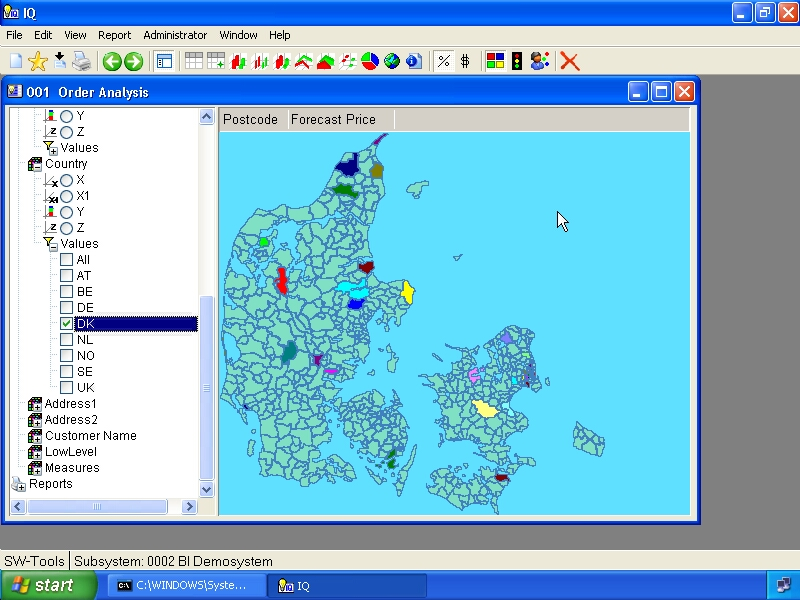 IQ
File Edit View Report Administrator Window Help
% $
001 Order Analysis
Postcode Forecast Price
Y
Z
Values
Country
X
X1
Y
Z
Values
All
AT
BE
DE
DK
NL
NO
SE
UK
Address1
Address2
Customer Name
LowLevel
Measures
Reports
SW-Tools Subsystem: 0002 BI Demosystem
start C:\WINDOWS\Syste... IQ